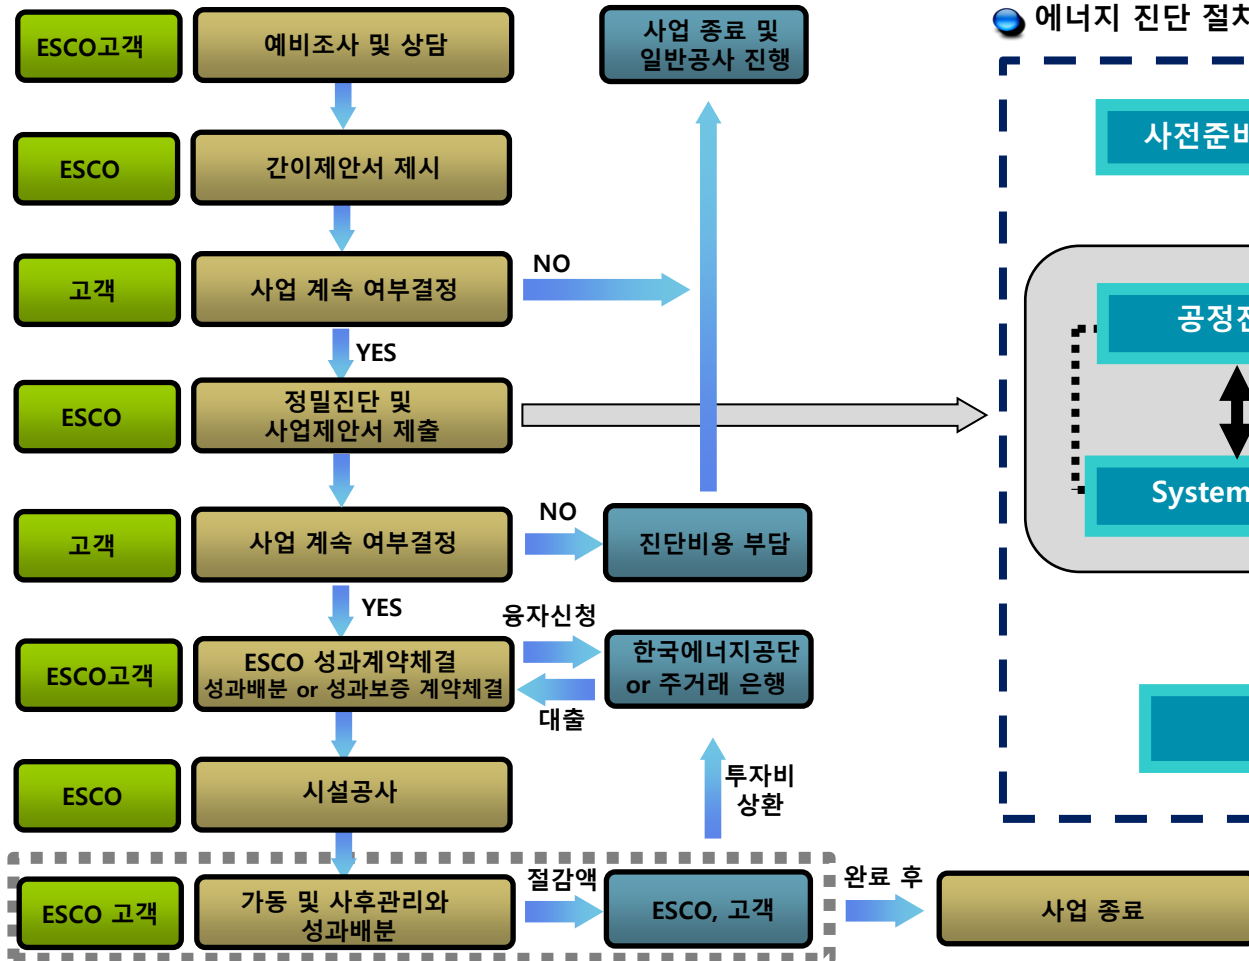 ESCO고객
예비조사 및 상담
사업 종료 및
일반공사 진행
ESCO
간이제안서 제시
고객
사업 계속 여부결정
NO
YES
ESCO
정밀진단 및
사업제안서 제출
고객
사업 계속 여부결정
NO
진단비용 부담
YES
융자신청
ESCO고객
ESCO 성과계약체결
성과배분 or 성과보증 계약체결
한국에너지공단
or 주거래 은행
대출
ESCO
시설공사
투자비
상환
ESCO 고객
가동 및 사후관리와
성과배분
절감액
ESCO, 고객
완료 후
사업 종료
에너지 진단 절차
사전준비
공정진
System